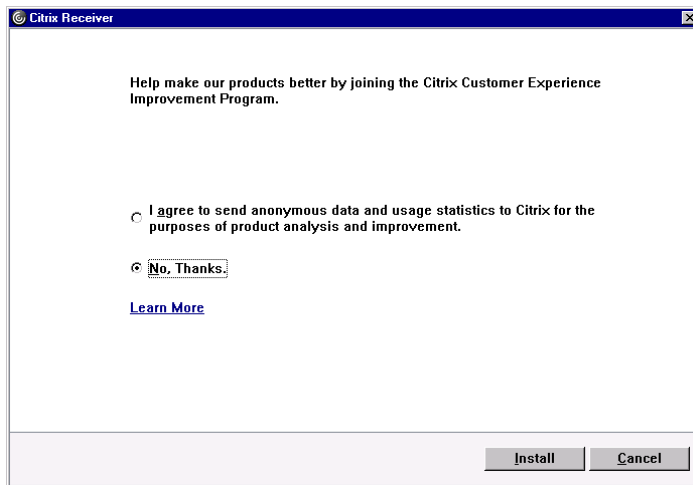 Citrix Receiver
Help make our products better by joining the Citrix Customer Experience
Improvement Program.
I agree to send anonymous data and usage statistics to Citrix for the
purposes of product analysis and improvement.
No, Thanks.
Learn More
Install Cancel